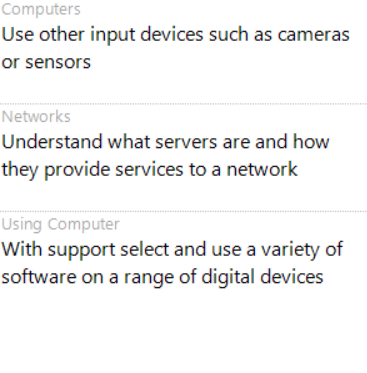 Computers
Use other input devices such as cameras
or sensors
Networks
Understand what servers are and how
they provide services to a network
Using Computer
With support select and use a variety of
software on a range of digital devices